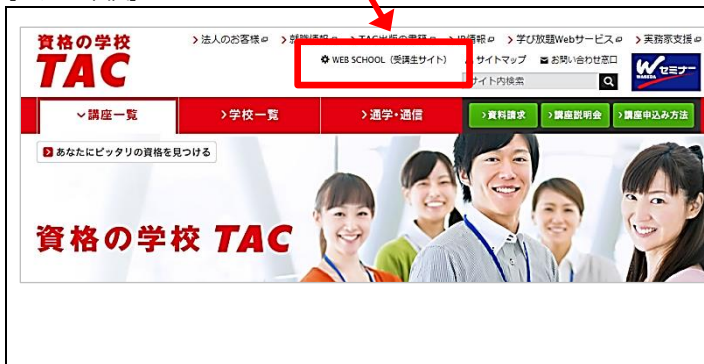 資格の学校
TAC
>法人のお客様 >就職情報 >TAC出版の書籍 >IR情報 >学び放題Webサービス >実務家支援
WEB SCHOOL（受講生サイト） サイトマップ お問い合わせ窓口
サイト内検索
Wセミナー
WASEDA
講座一覧 >学校一覧 >通学・通信 >資料請求 >講座説明会 >講座申込み方法
あなたにピッタリの資格を見つける
資格の学校 TAC